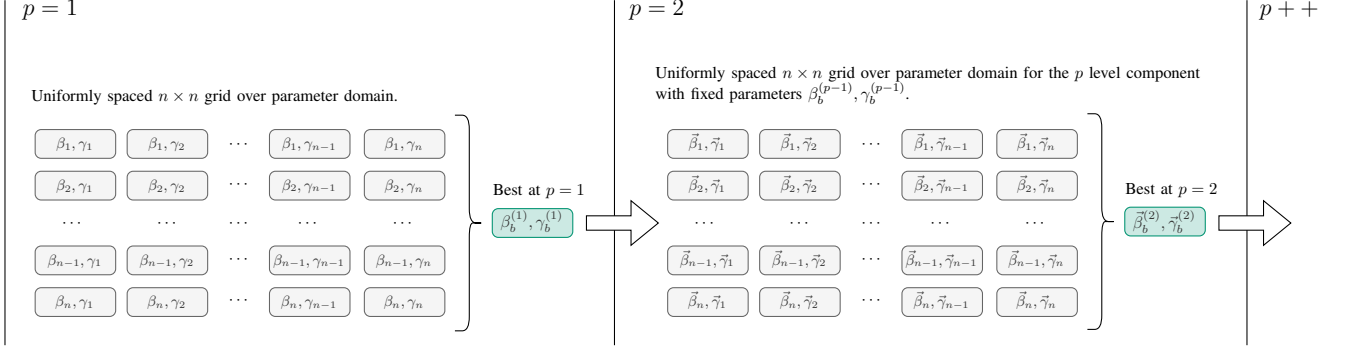 p = 1
Uniformly spaced n × n grid over parameter domain.
β₁, γ₁ β₁, γ₂ ⋯ β₁, γₙ₋₁ β₁, γₙ
β₂, γ₁ β₂, γ₂ ⋯ β₂, γₙ₋₁ β₂, γₙ
⋯ ⋯ ⋯ ⋯ ⋯
βₙ₋₁, γ₁ βₙ₋₁, γ₂ ⋯ βₙ₋₁, γₙ₋₁ βₙ₋₁, γₙ
βₙ, γ₁ βₙ, γ₂ ⋯ βₙ, γₙ₋₁ βₙ, γₙ
Best at p = 1
β_b^{(1)}, γ_b^{(1)}
p = 2
Uniformly spaced n × n grid over parameter domain for the p level component
with fixed parameters β_b^{(p−1)}, γ_b^{(p−1)}.
β⃗₁, γ⃗₁ β⃗₁, γ⃗₂ ⋯ β⃗₁, γ⃗ₙ₋₁ β⃗₁, γ⃗ₙ
β⃗₂, γ⃗₁ β⃗₂, γ⃗₂ ⋯ β⃗₂, γ⃗ₙ₋₁ β⃗₂, γ⃗ₙ
⋯ ⋯ ⋯ ⋯ ⋯
β⃗ₙ₋₁, γ⃗₁ β⃗ₙ₋₁, γ⃗₂ ⋯ β⃗ₙ₋₁, γ⃗ₙ₋₁ β⃗ₙ₋₁, γ⃗ₙ
β⃗ₙ, γ⃗₁ β⃗ₙ, γ⃗₂ ⋯ β⃗ₙ, γ⃗ₙ₋₁ β⃗ₙ, γ⃗ₙ
Best at p = 2
β⃗_b^{(2)}, γ⃗_b^{(2)}
p + +